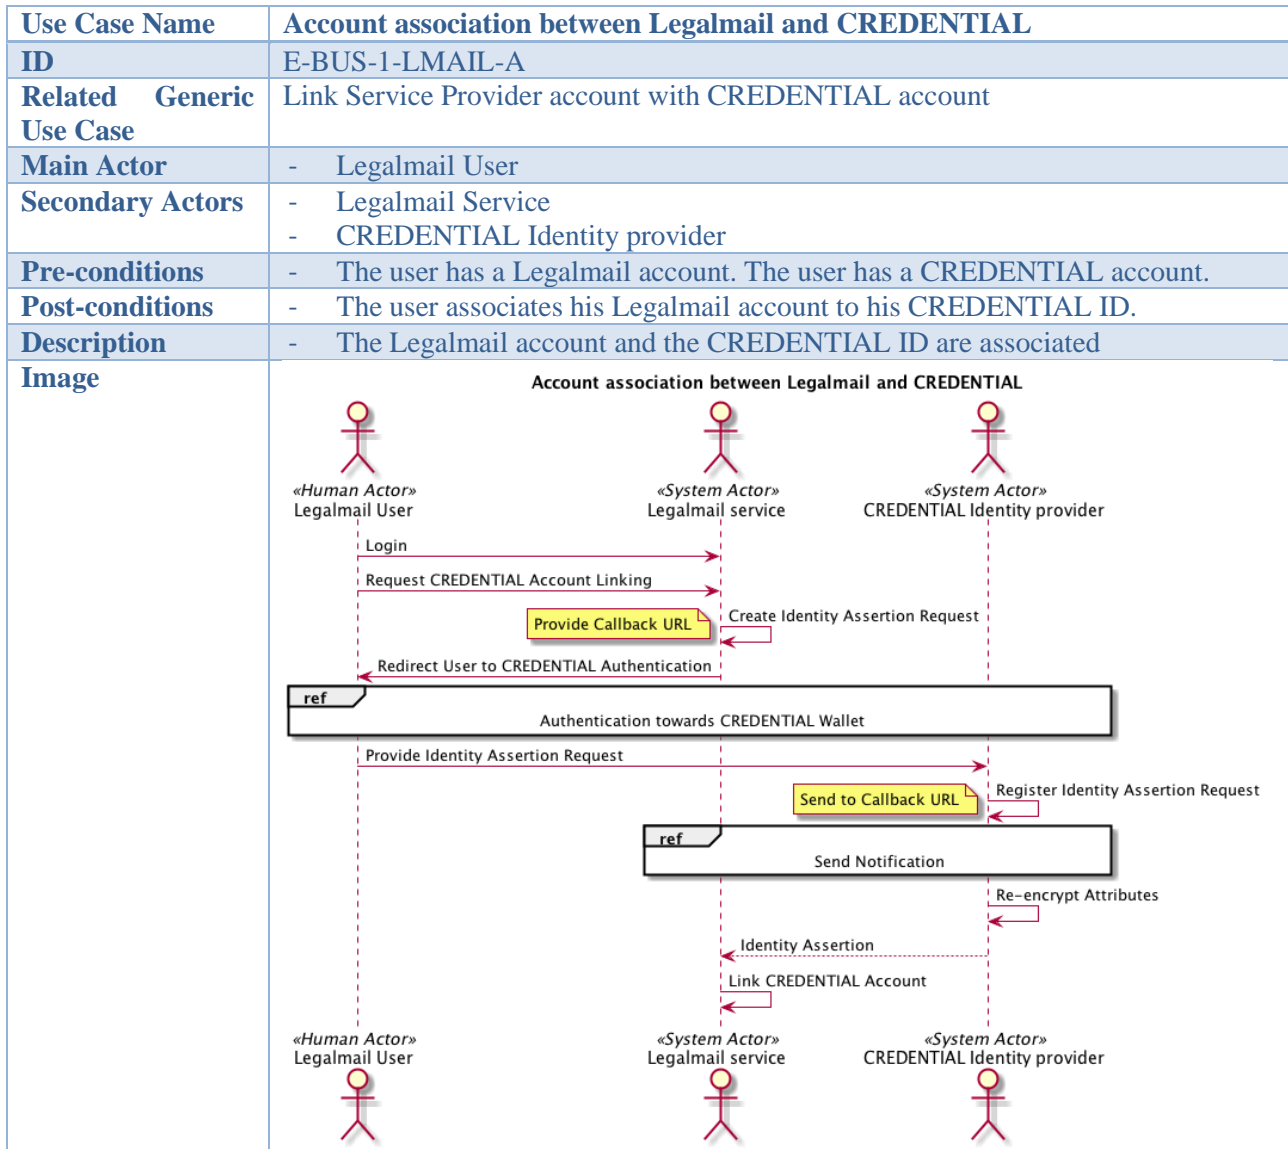 Use Case Name Account association between Legalmail and CREDENTIAL
ID E-BUS-1-LMAIL-A
Related Generic Link Service Provider account with CREDENTIAL account
Use Case
Main Actor - Legalmail User
Secondary Actors - Legalmail Service
- CREDENTIAL Identity provider
Pre-conditions - The user has a Legalmail account. The user has a CREDENTIAL account.
Post-conditions - The user associates his Legalmail account to his CREDENTIAL ID.
Description - The Legalmail account and the CREDENTIAL ID are associated
Image
Account association between Legalmail and CREDENTIAL
«Human Actor» «System Actor» «System Actor»
Legalmail User Legalmail service CREDENTIAL Identity provider
Login
Request CREDENTIAL Account Linking
Provide Callback URL Create Identity Assertion Request
Redirect User to CREDENTIAL Authentication
ref
Authentication towards CREDENTIAL Wallet
Provide Identity Assertion Request
Send to Callback URL Register Identity Assertion Request
ref
Send Notification
Re-encrypt Attributes
Identity Assertion
Link CREDENTIAL Account
«Human Actor» «System Actor» «System Actor»
Legalmail User Legalmail service CREDENTIAL Identity provider